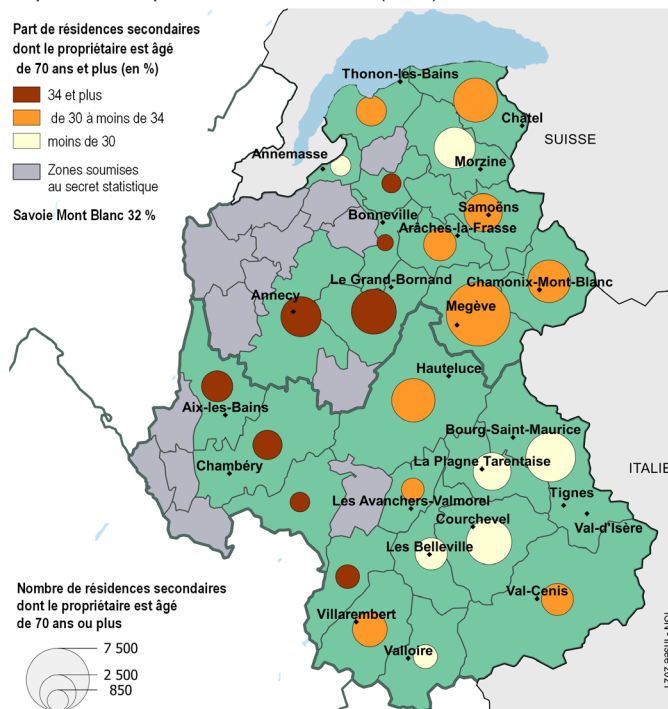 Part de résidences secondaires
dont le propriétaire est âgé
de 70 ans et plus (en %)
34 et plus
de 30 à moins de 34
moins de 30
Zones soumises
au secret statistique
Savoie Mont Blanc 32 %
Thonon-les-Bains
Châtel
SUISSE
Annemasse
Morzine
Samoëns
Bonneville
Arâches-la-Frasse
Le Grand-Bornand
Chamonix-Mont-Blanc
Annecy
Megève
Hauteluce
Aix-les-Bains
Bourg-Saint-Maurice
La Plagne Tarentaise
ITALIE
Chambéry
Tignes
Les Avanchers-Valmorel
Courchevel
Val-d'Isère
Les Belleville
Val-Cenis
Villarembert
Valloire
Nombre de résidences secondaires
dont le propriétaire est âgé
de 70 ans ou plus
7 500
2 500
850